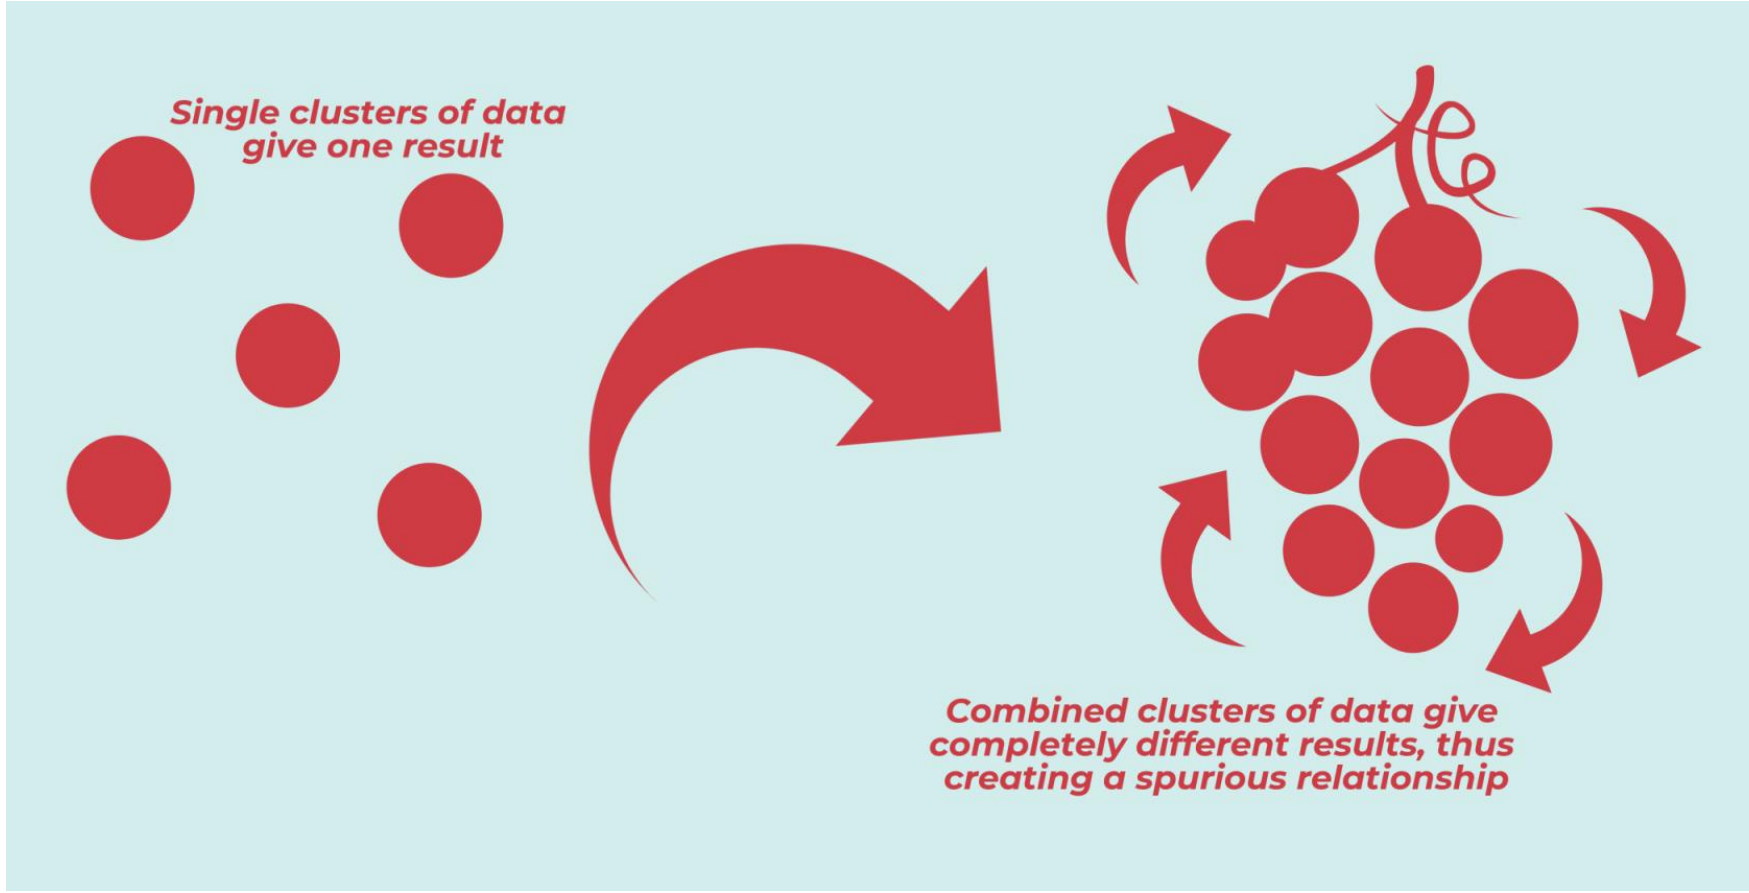 Single clusters of data
give one result
Combined clusters of data give
completely different results, thus
creating a spurious relationship